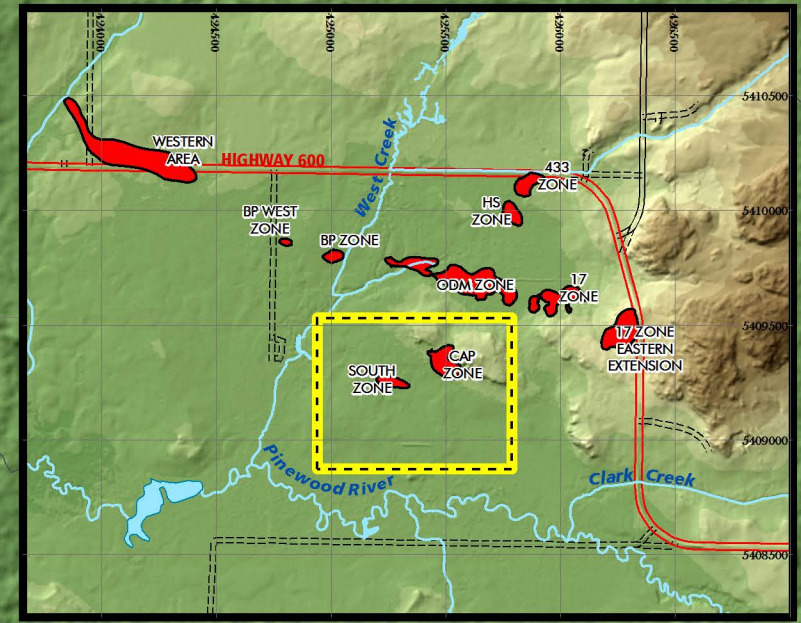 424000
424500
425000
425500
426000
426500
5410500
WESTERN
AREA
HIGHWAY 600
West Creek
433
ZONE
HS
ZONE
5410000
BP WEST
ZONE
BP ZONE
ODM ZONE
17
ZONE
5409500
17 ZONE
EASTERN
EXTENSION
CAP
ZONE
SOUTH
ZONE
5409000
Pinewood River
Clark Creek
5408500